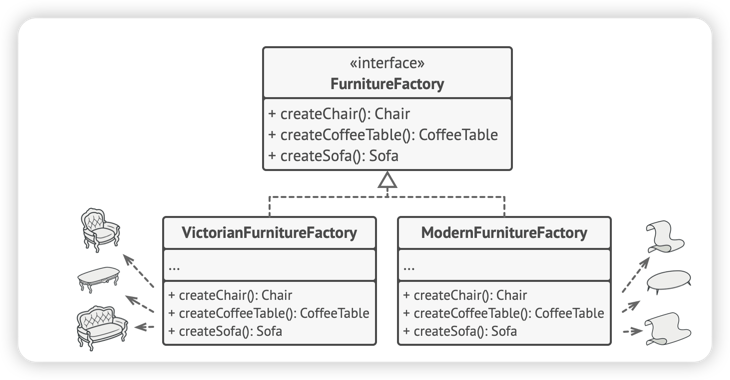 «interface»
FurnitureFactory
+ createChair(): Chair
+ createCoffeeTable(): CoffeeTable
+ createSofa(): Sofa
VictorianFurnitureFactory
...
+ createChair(): Chair
+ createCoffeeTable(): CoffeeTable
+ createSofa(): Sofa
ModernFurnitureFactory
...
+ createChair(): Chair
+ createCoffeeTable(): CoffeeTable
+ createSofa(): Sofa